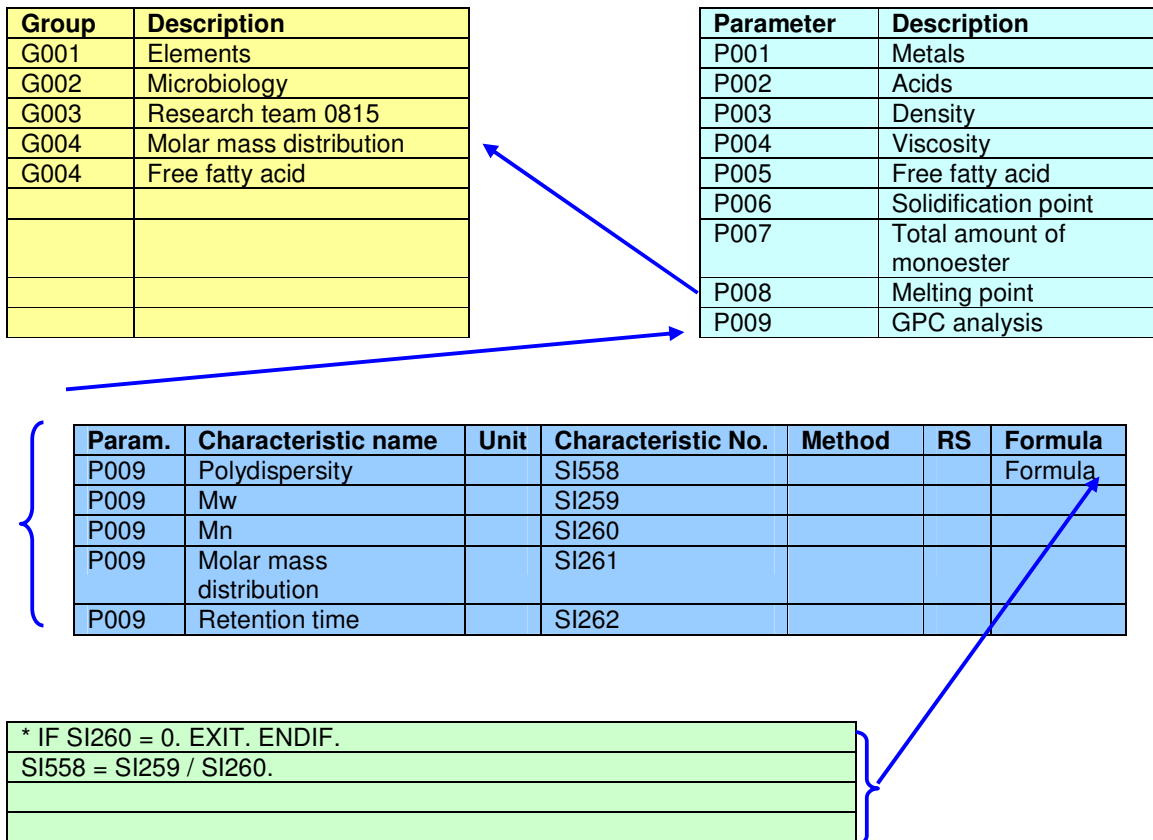 Group Description
G001 Elements
G002 Microbiology
G003 Research team 0815
G004 Molar mass distribution
G004 Free fatty acid
Parameter Description
P001 Metals
P002 Acids
P003 Density
P004 Viscosity
P005 Free fatty acid
P006 Solidification point
P007 Total amount of
monoester
P008 Melting point
P009 GPC analysis
Param. Characteristic name Unit Characteristic No. Method RS Formula
P009 Polydispersity SI558 Formula
P009 Mw SI259
P009 Mn SI260
P009 Molar mass SI261
distribution
P009 Retention time SI262
* IF SI260 = 0. EXIT. ENDIF.
SI558 = SI259 / SI260.